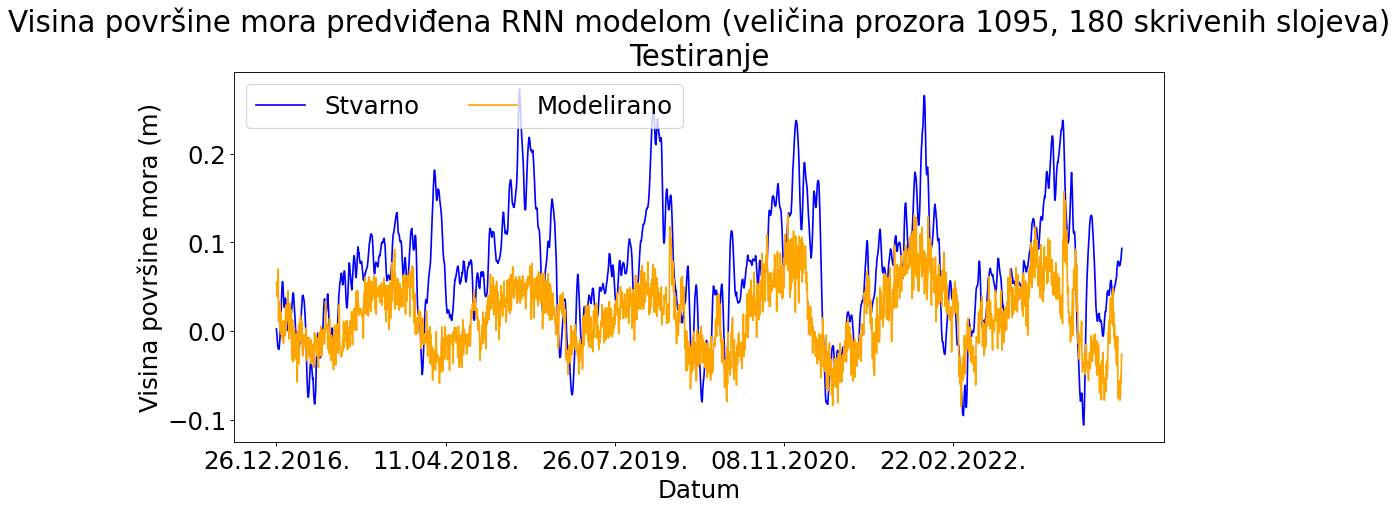 Visina površine mora predviđena RNN modelom (veličina prozora 1095, 180 skrivenih slojeva)
Testiranje
Stvarno
Modelirano
Visina površine mora (m)
0.2
0.1
0.0
−0.1
26.12.2016.
11.04.2018.
26.07.2019.
08.11.2020.
22.02.2022.
Datum